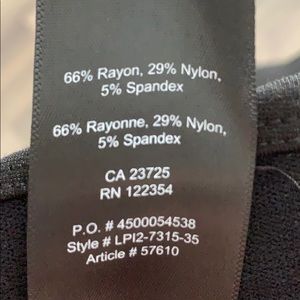 66% Rayon, 29% Nylon,
5% Spandex
66% Rayonne, 29% Nylon,
5% Spandex
CA 23725
RN 122354
P.O. # 4500054538
Style # LPI2-7315-35
Article # 57610